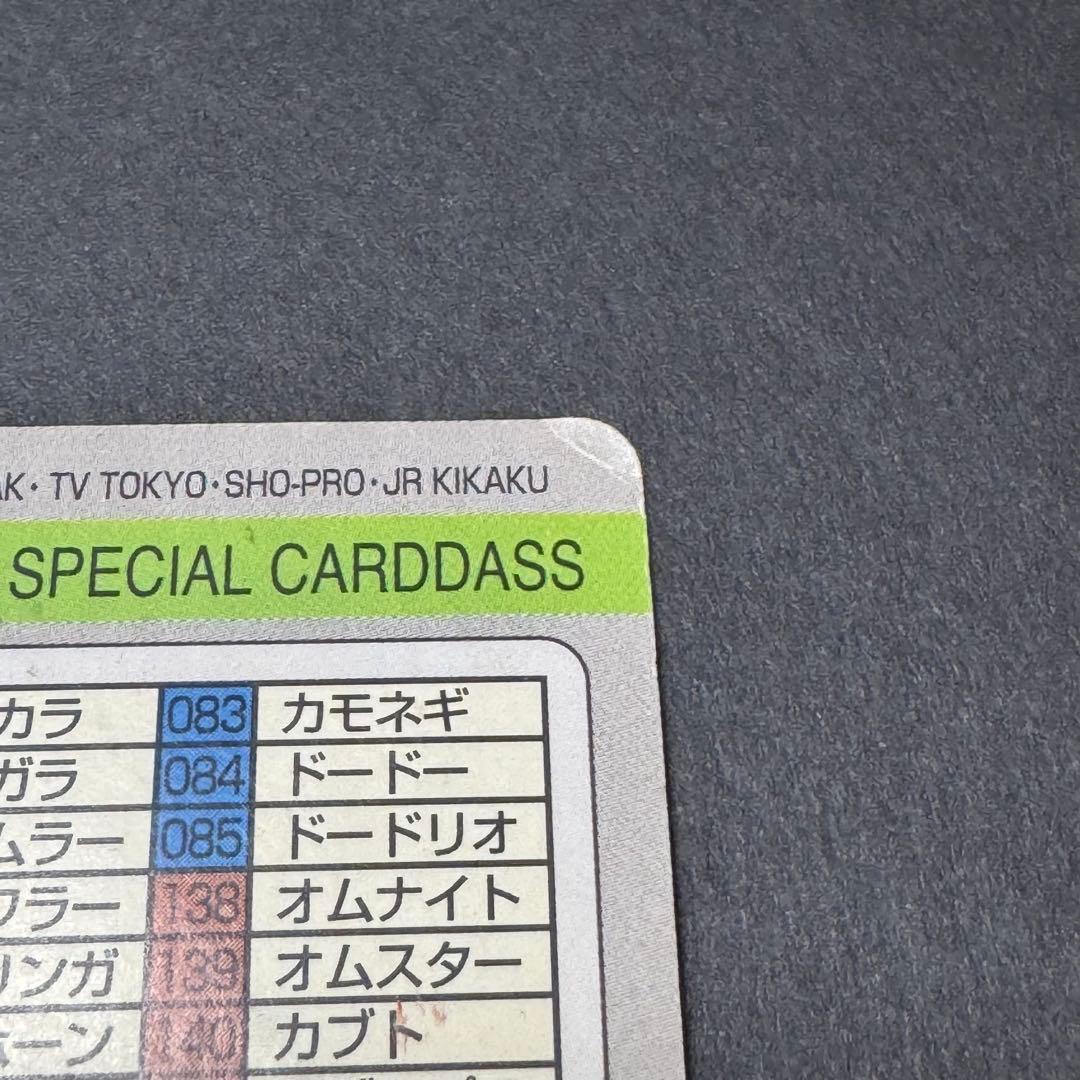 AK・TV TOKYO・SHO-PRO・JR KIKAKU
SPECIAL CARDDASS
カラ 083 カモネギ
ガラ 084 ドードー
ムラー 085 ドードリオ
ワラー 138 オムナイト
リンガ 139 オムスター
ホーン 140 カブト